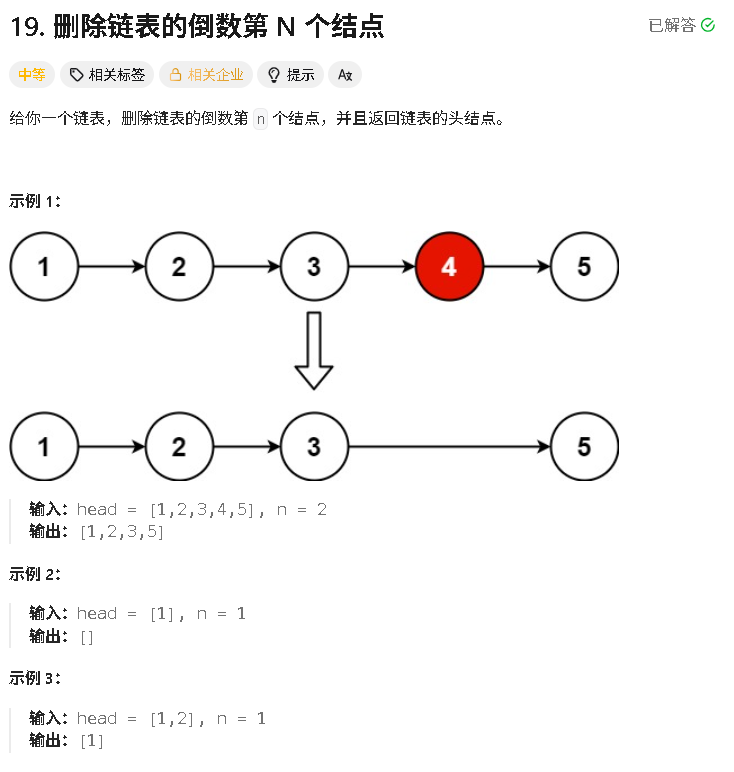 19. 删除链表的倒数第 N 个结点
已解答
中等 相关标签 相关企业 提示 Aあ
给你一个链表，删除链表的倒数第 n 个结点，并且返回链表的头结点。
示例 1：
1 2 3 4 5
1 2 3 5
输入：head = [1,2,3,4,5], n = 2
输出：[1,2,3,5]
示例 2：
输入：head = [1], n = 1
输出：[]
示例 3：
输入：head = [1,2], n = 1
输出：[1]